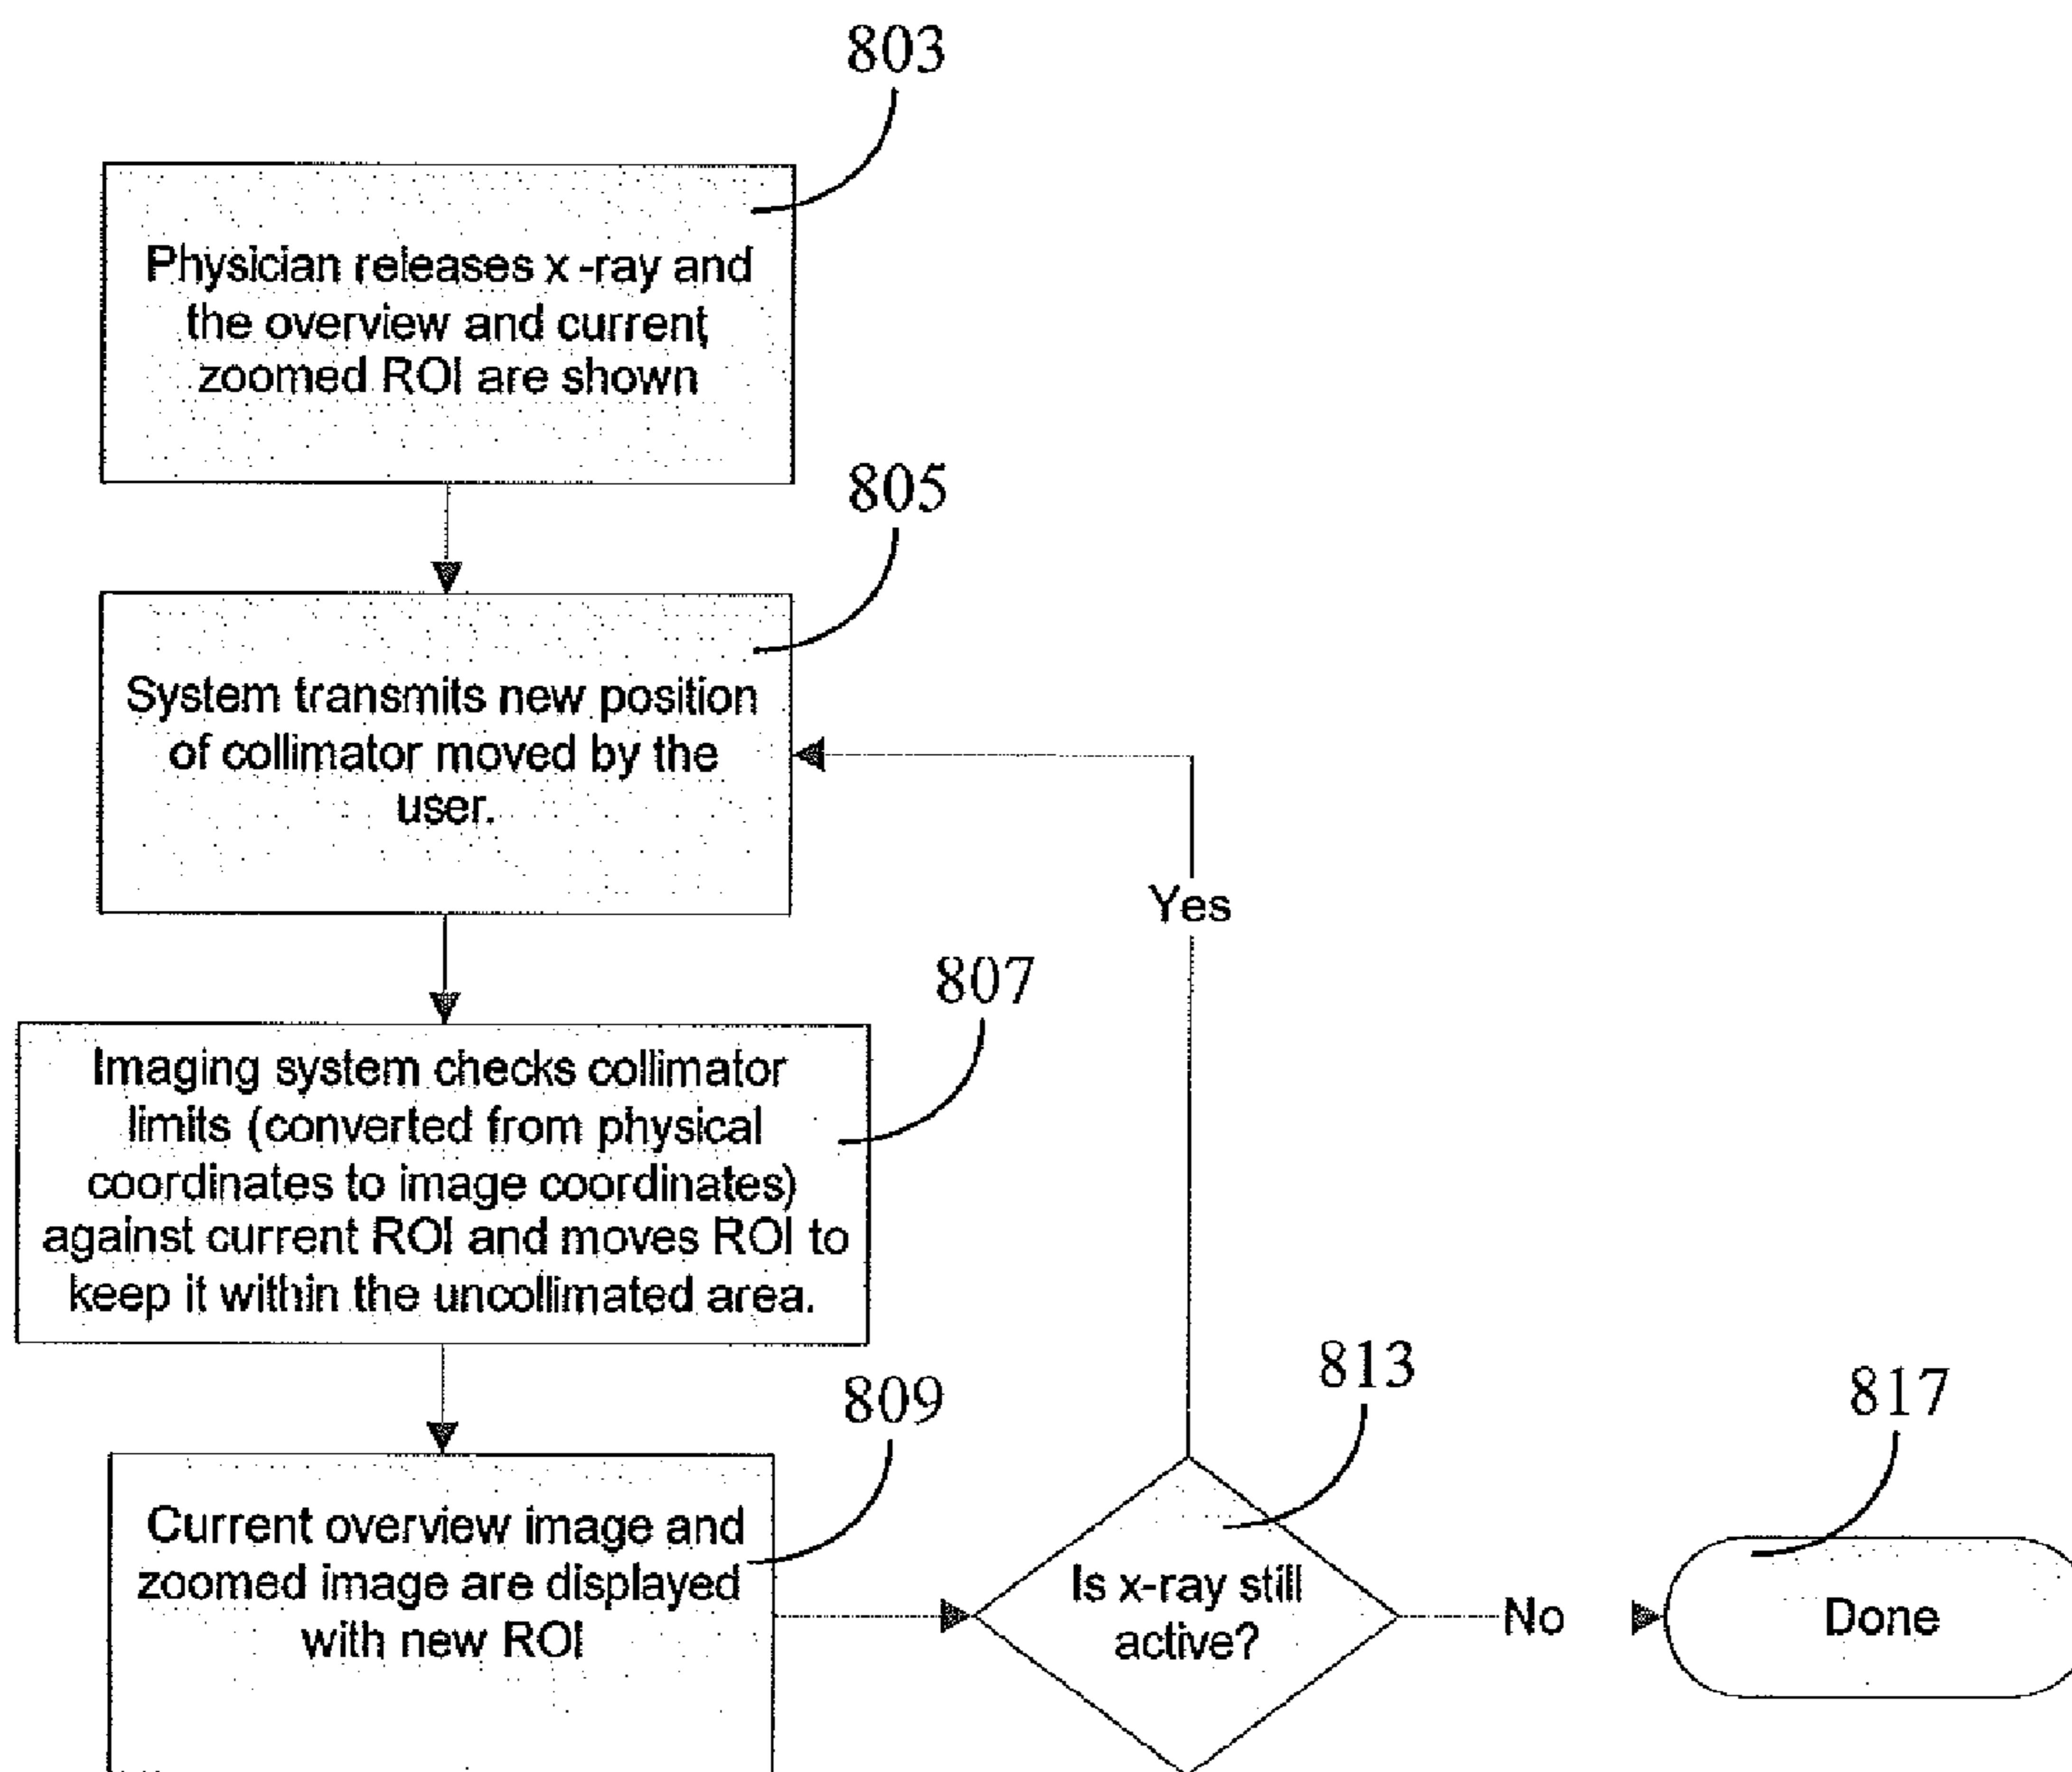 803
Physician releases x-ray and
the overview and current,
zoomed ROI are shown
805
System transmits new position
of collimator moved by the
user.
Yes
807
Imaging system checks collimator
limits (converted from physical
coordinates to image coordinates)
against current ROI and moves ROI to
keep it within the uncollimated area.
809
Current overview image and
zoomed image are displayed
with new ROI
813
Is x-ray still
active?
No
817
Done